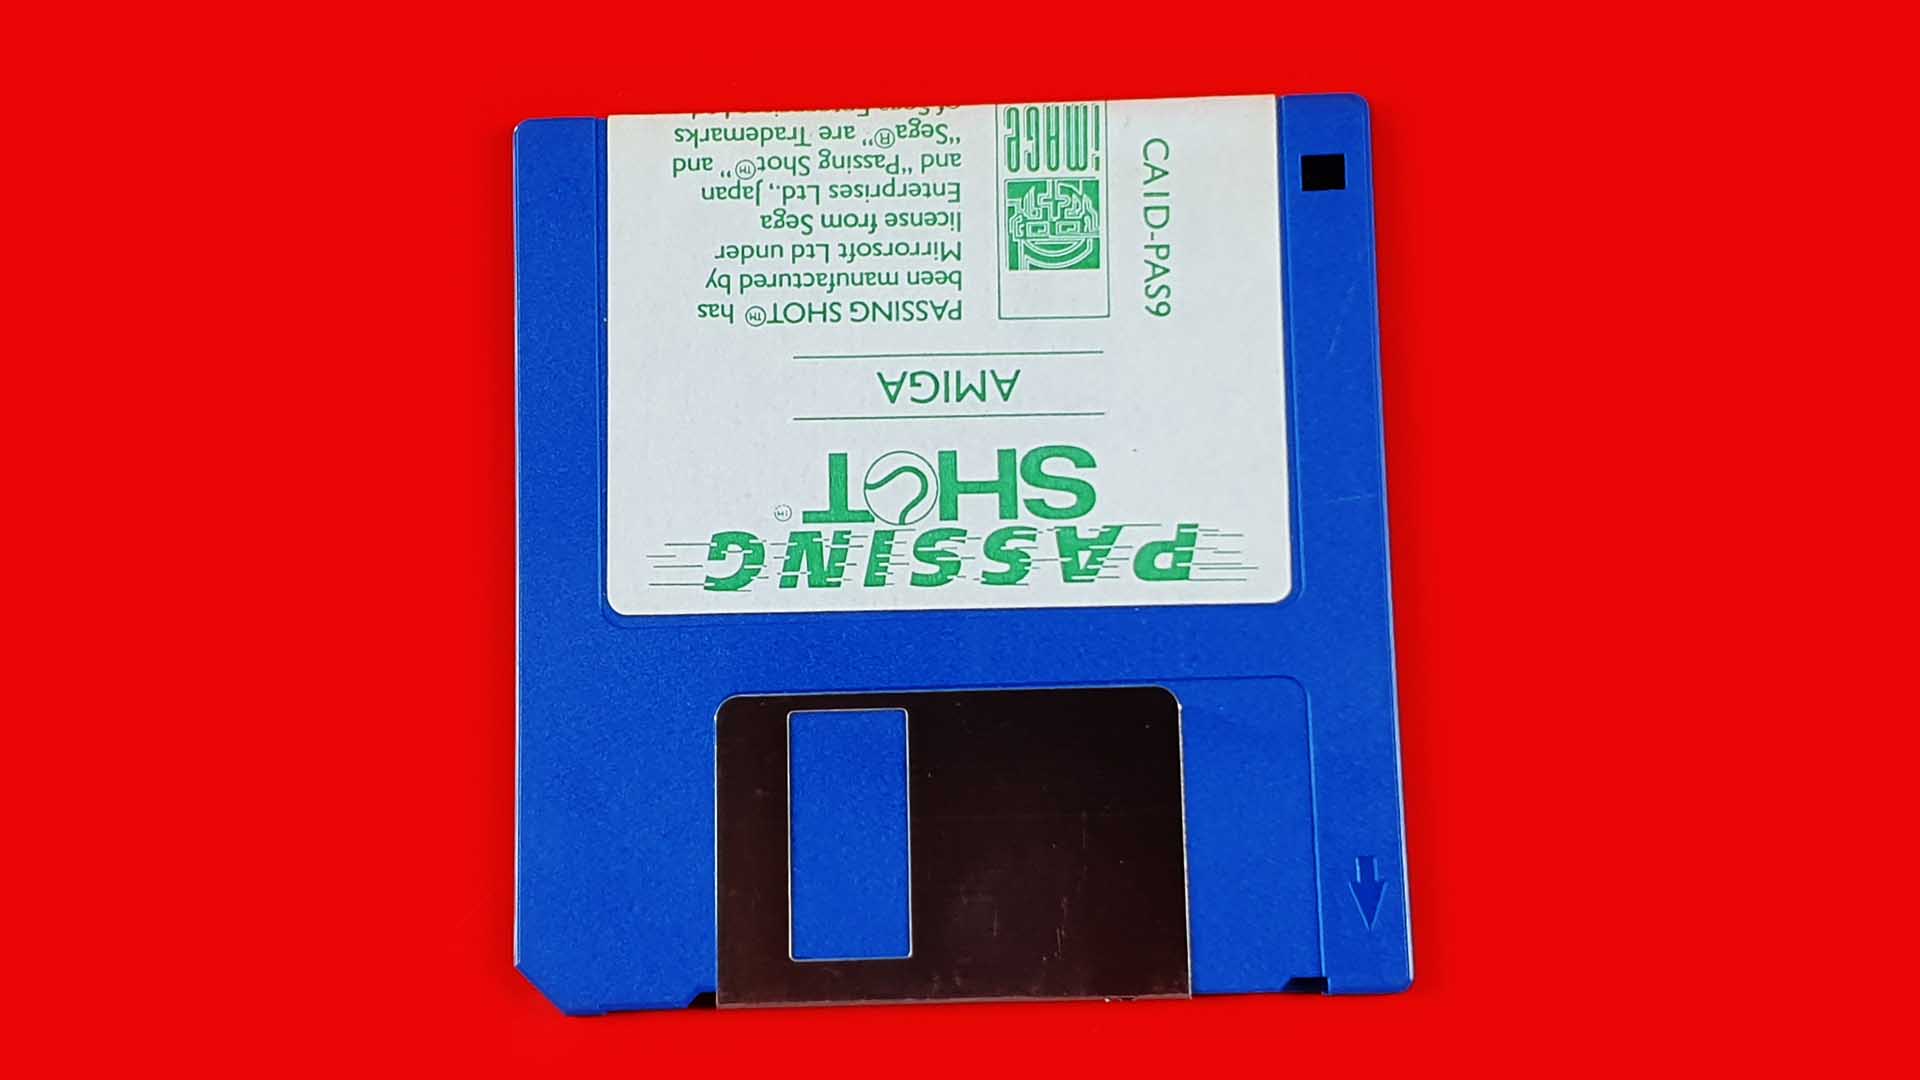 PASSING
SHOT™
AMIGA
PASSING SHOT™ has
been manufactured by
Mirrorsoft Ltd under
license from Sega
Enterprises Ltd., Japan
and “Passing Shot™” and
“Sega®” are Trademarks
CAID-PAS9
IMAGE